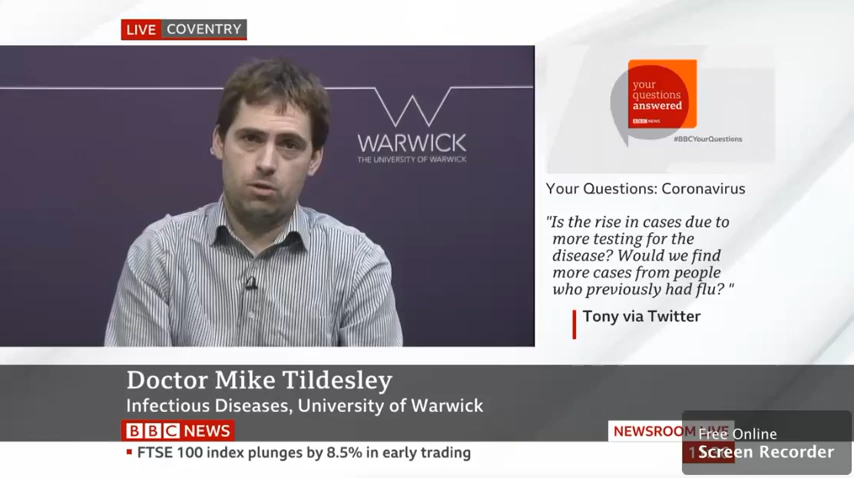 LIVE COVENTRY
WARWICK
THE UNIVERSITY OF WARWICK
your
questions
answered
BBC NEWS
#BBCYourQuestions
Your Questions: Coronavirus
"Is the rise in cases due to
more testing for the
disease? Would we find
more cases from people
who previously had flu? "
Tony via Twitter
Doctor Mike Tildesley
Infectious Diseases, University of Warwick
BBC NEWS
NEWSROOM LIVE
FTSE 100 index plunges by 8.5% in early trading
Free Online
Screen Recorder